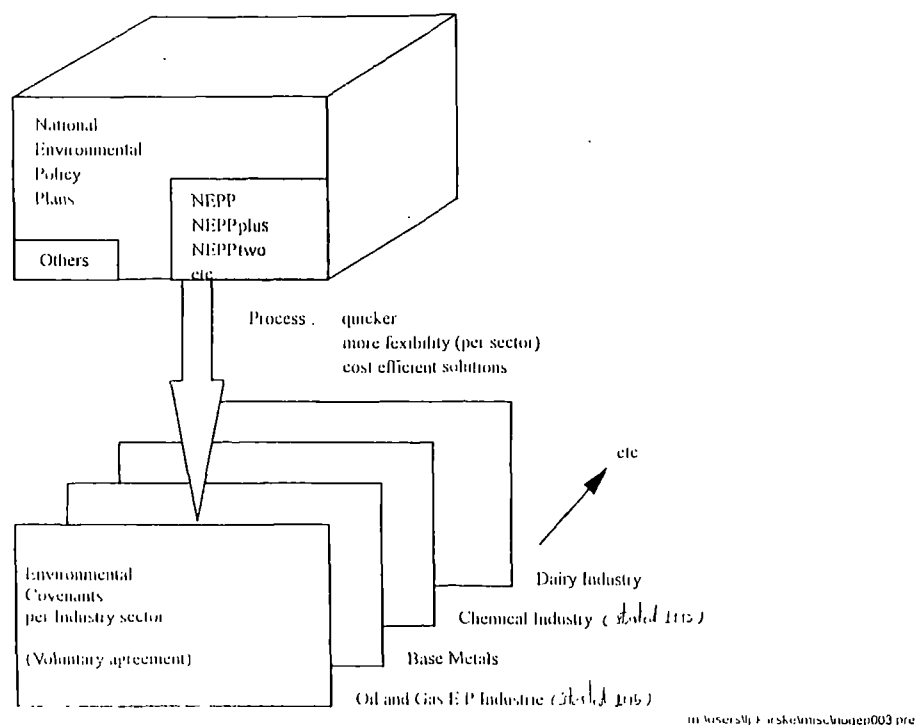 National
Environmental
Policy
Plans
NEPP
NEPPplus
NEPPtwo
etc
Others
Process . quicker
more fexibility (per sector)
cost efficient solutions
etc
Environmental
Covenants
per Industry sector
(Voluntary agreement)
Dairy Industry
Chemical Industry (
Base Metals
Oil and Gas E P Industrie (